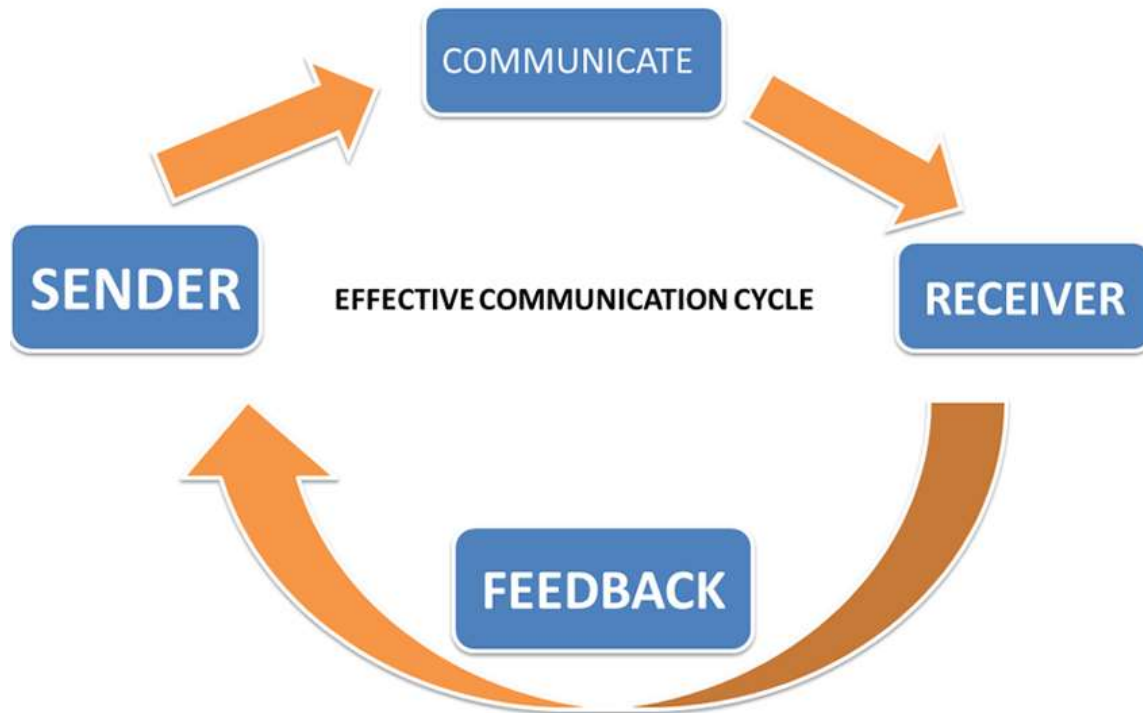 COMMUNICATE
SENDER
EFFECTIVE COMMUNICATION CYCLE
RECEIVER
FEEDBACK